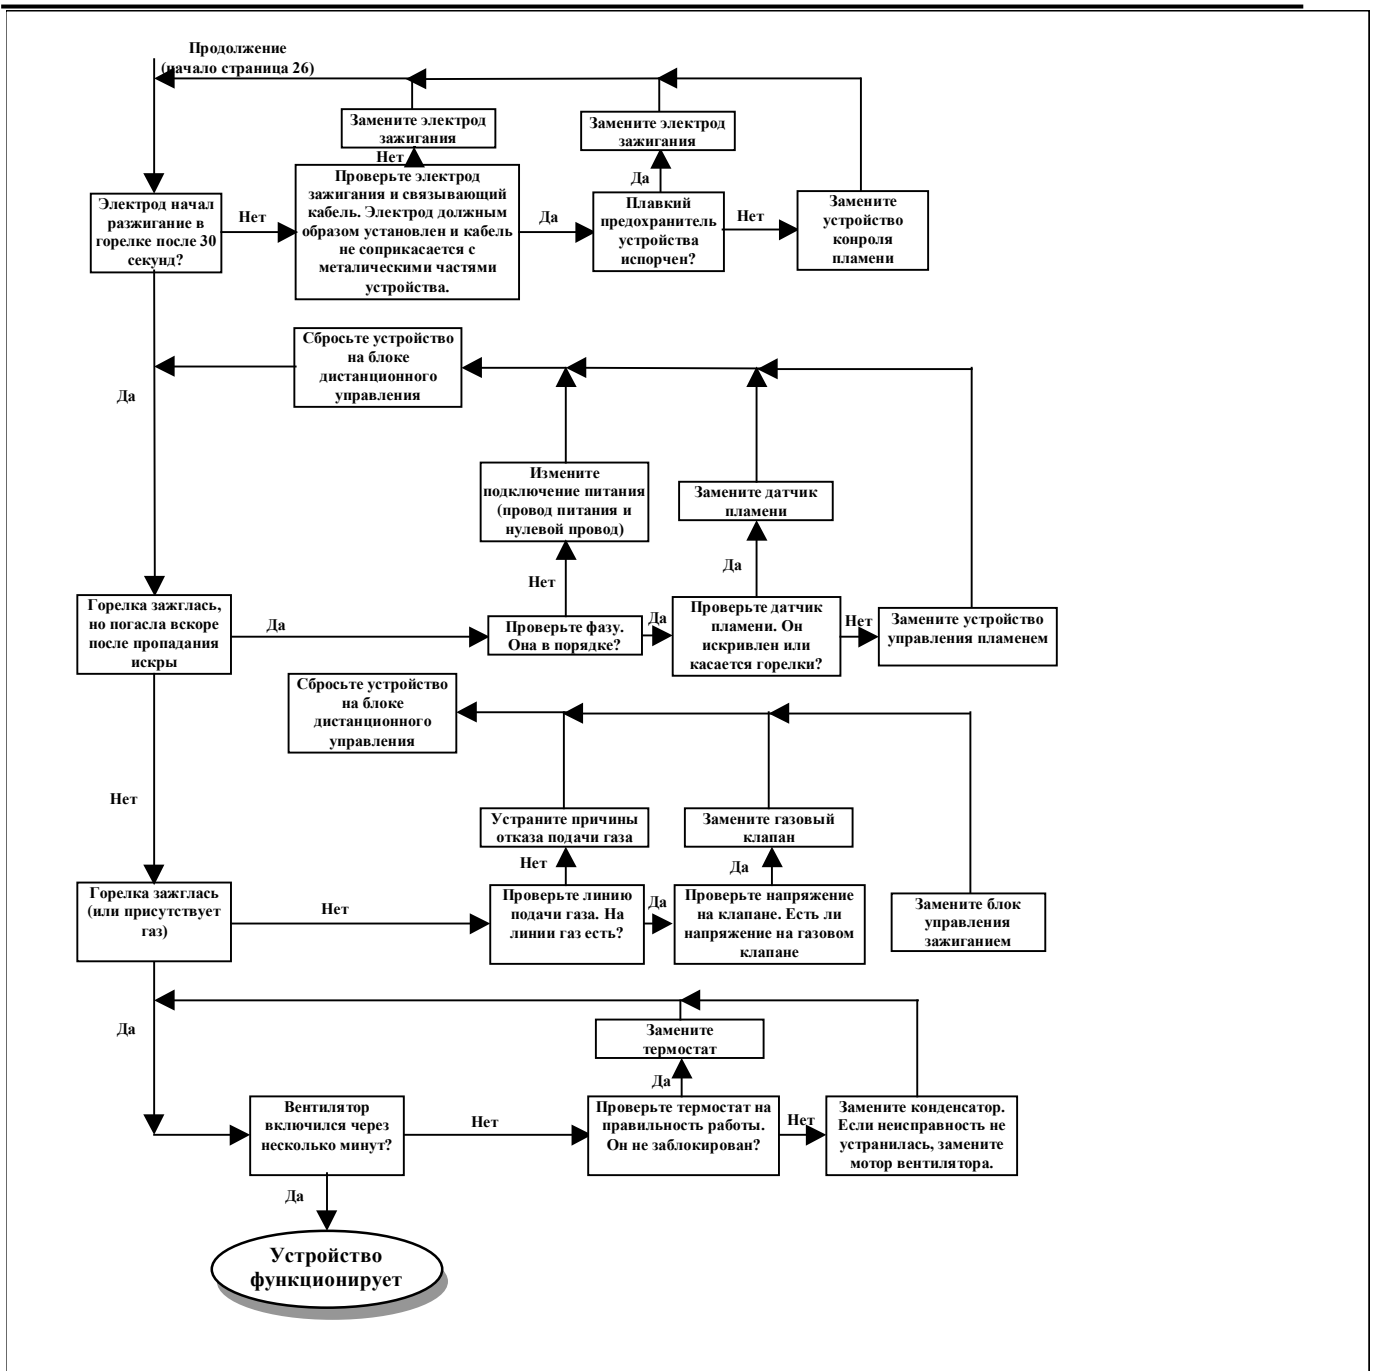 Продолжение
(начало страница 26)
Замените электрод
зажигания
Замените электрод
зажигания
Нет
Да
Электрод начал
разжигание в
горелке после 30
секунд?
Нет
Проверьте электрод
зажигания и связывающий
кабель. Электрод должным
образом установлен и кабель
не соприкасается с
металическими частями
устройства.
Да
Плавкий
предохранитель
устройства
испорчен?
Нет
Замените
устройство
конроля
пламени
Да
Сбросьте устройство
на блоке
дистанционного
управления
Измените
подключение питания
(провод питания и
нулевой провод)
Замените датчик
пламени
Нет
Да
Горелка зажглась,
но погасла вскоре
после пропадания
искры
Да
Проверьте фазу.
Она в порядке?
Да
Проверьте датчик
пламени. Он
искривлен или
касается горелки?
Нет
Замените устройство
управления пламенем
Сбросьте устройство
на блоке
дистанционного
управления
Нет
Устраните причины
отказа подачи газа
Замените газовый
клапан
Нет
Да
Горелка зажглась
(или присутствует
газ)
Нет
Проверьте линию
подачи газа. На
линии газ есть?
Да
Проверьте напряжение
на клапане. Есть ли
напряжение на газовом
клапане
Замените блок
управления
зажиганием
Да
Замените
термостат
Да
Вентилятор
включился через
несколько минут?
Нет
Проверьте термостат на
правильность работы.
Он не заблокирован?
Нет
Замените конденсатор.
Если неисправность не
устранилась, замените
мотор вентилятора.
Да
Устройство
функционирует